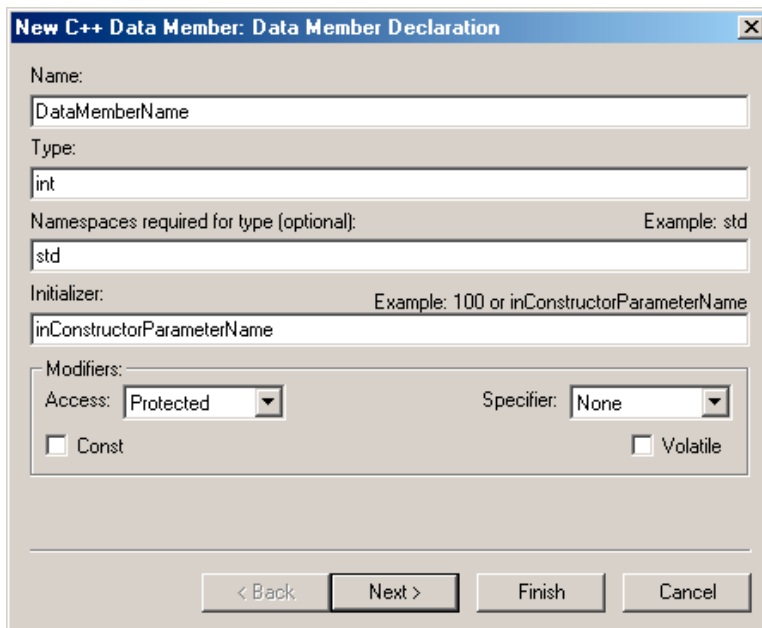 New C++ Data Member: Data Member Declaration
Name:
DataMemberName
Type:
int
Namespaces required for type (optional): Example: std
std
Initializer: Example: 100 or inConstructorParameterName
inConstructorParameterName
Modifiers:
Access: Protected Specifier: None
Const Volatile
< Back Next > Finish Cancel